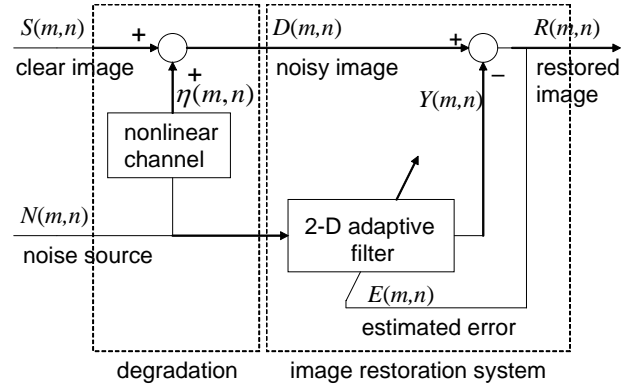 S(m,n) + D(m,n) + R(m,n)
clear image + noisy image − restored
image
η(m,n) Y(m,n)
nonlinear
channel
N(m,n)
noise source
2-D adaptive
filter
E(m,n)
estimated error
degradation image restoration system